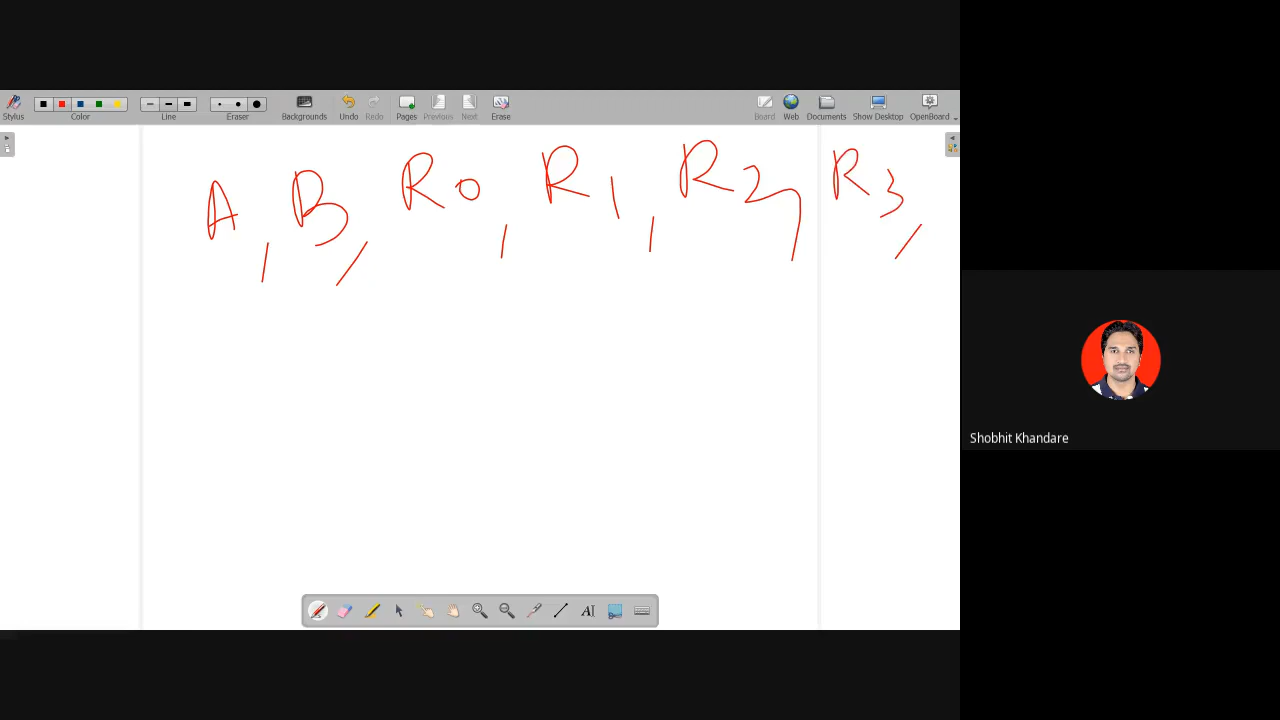 Stylus
Color
Line
Eraser
Backgrounds
Undo
Redo
Pages
Previous
Next
Erase
Board
Web
Documents
Show Desktop
OpenBoard
A, B, R0, R1, R2, R3,
Shobhit Khandare
AI